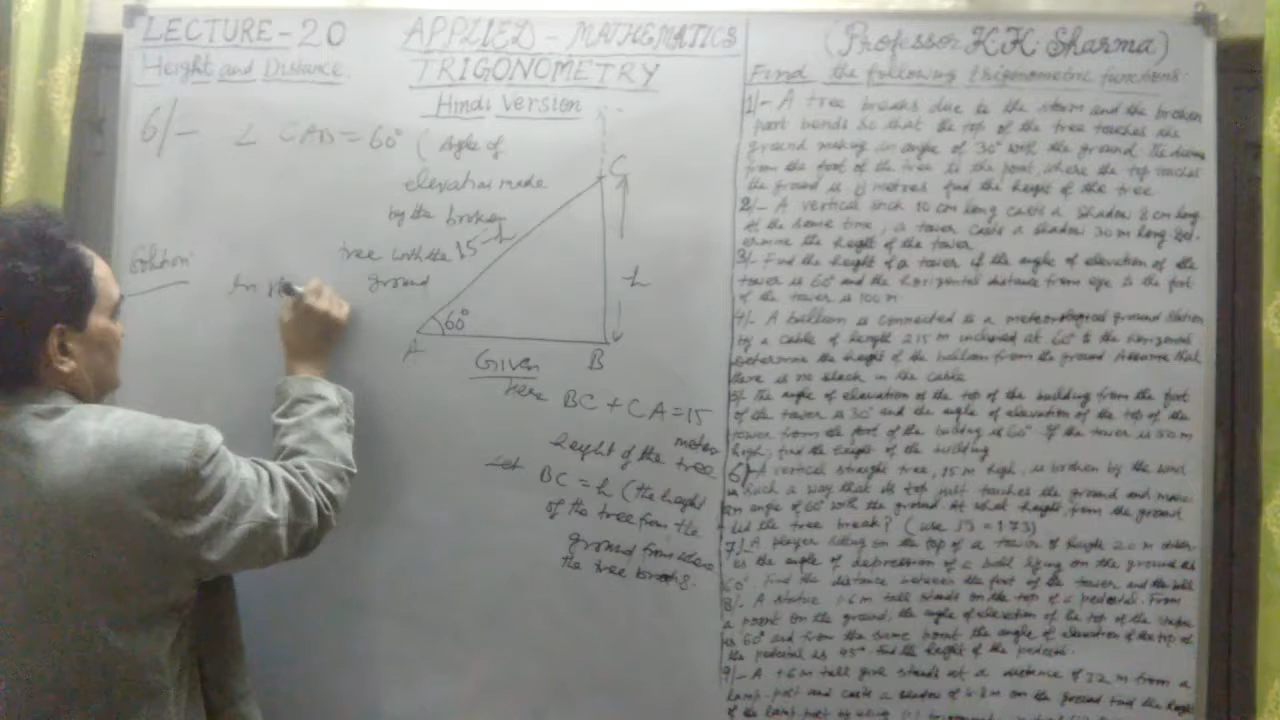 LECTURE-20
Height and Distance
APPLIED - MATHEMATICS
TRIGONOMETRY
Hindi Version
(Professor K.K. Sharma)
6/- ∠ CAB = 60° ( Angle of
elevation made
by the broken
tree with the
ground
Solution
In
C
15-h
h
60°
A
B
Given
here BC + CA = 15
meter
height of the tree
Let BC = h (the height
of the tree from the
ground from where
the tree
Find the following trigonometric functions:
1/- A tree breaks due to the storm and the broken
part bends so that the top of the tree touches the
ground making an angle of 30° with the ground. The
from the foot of the tree to the point, where the top touches
the ground is 8 metres find the height of the tree
2/- A vertical stick 10 cm long casts a shadow 8 cm long
At the same time, a tower casts a shadow 30 m long Det-
ermine the height of the tower
3/- Find the height of a tower if the angle of elevation of the
tower is 60° and the horizontal distance from eye to the foot
of the tower is 100 m
4/- A balloon is connected to a meteorological ground station
by a cable of length 215 m inclined at 60° to the horizontal
Determine the height of the balloon from the ground Assume that
there is no slack in the cable
5/- The angle of elevation of the top of the building from the foot
of the tower is 30° and the angle of elevation of the top of the
tower from the foot of the building is 60° If the tower is 50 m
high, find the height of the building
6/- A vertical straight tree, 15 m high, is broken by the wind
in such a way that its top just touches the ground and makes
an angle of 60° with the ground. At what height from the ground
did the tree break? (use √3 = 1.73)
7/- A player sitting on the top of a tower of height 20 m
the angle of depression of a ball lying on the ground as
60°. Find the distance between the foot of the tower and the ball
8/- A statue 1.6 m tall stands on the top of a pedestal. From
a point on the ground, the angle of elevation of the top of the statue
is 60° and from the same point the angle of elevation of the top of
the pedestal is 45°. Find the height of the pedestal.
9/- A 1.6 m tall girl stands at a distance of 3.2 m from a
lamp-post and casts a shadow of 4.8 m on the ground Find the height
of the lamp-post by using